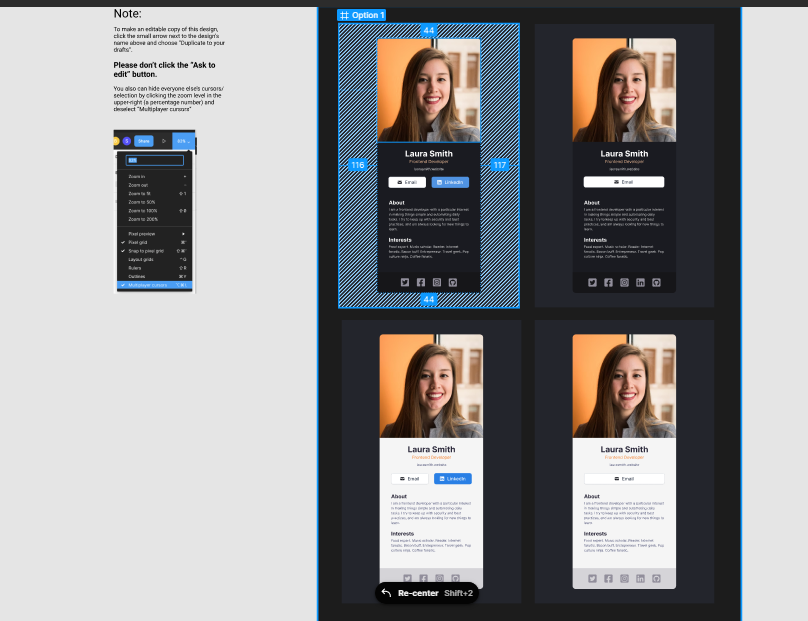 Note:
To make an editable copy of this design,
click the small arrow next to the design's
name above and choose "Duplicate to your
drafts".
Please don't click the "Ask to
edit" button.
You also can hide everyone else's cursors/
selection by clicking the zoom level in the
upper-right (a percentage number) and
deselect "Multiplayer cursors"
Zoom in
Zoom out
Zoom to fit
Zoom to 50%
Zoom to 100%
Zoom to 200%
Pixel preview
Pixel grid
Snap to pixel grid
Layout grids
Rulers
Outlines
Multiplayer cursors
Option 1
44
116
117
44
Laura Smith
Frontend Developer
laurasmith.website
Email
LinkedIn
About
I am a frontend developer with a particular interest
in making things simple and automating daily
tasks. I try to keep up with security and best
practices, and am always looking for new things to
learn.
Interests
Food expert. Music scholar. Reader. Internet
fanatic. Bacon buff. Entrepreneur. Travel geek. Pop
culture ninja. Coffee fanatic.
Laura Smith
Frontend Developer
laurasmith.website
Email
About
I am a frontend developer with a particular interest
in making things simple and automating daily
tasks. I try to keep up with security and best
practices, and am always looking for new things to
learn.
Interests
Food expert. Music scholar. Reader. Internet
fanatic. Bacon buff. Entrepreneur. Travel geek. Pop
culture ninja. Coffee fanatic.
Laura Smith
Frontend Developer
laurasmith.website
Email
LinkedIn
About
I am a frontend developer with a particular interest
in making things simple and automating daily
tasks. I try to keep up with security and best
practices, and am always looking for new things to
learn.
Interests
Food expert. Music scholar. Reader. Internet
fanatic. Bacon buff. Entrepreneur. Travel geek. Pop
culture ninja. Coffee fanatic.
Laura Smith
Frontend Developer
laurasmith.website
Email
About
I am a frontend developer with a particular interest
in making things simple and automating daily
tasks. I try to keep up with security and best
practices, and am always looking for new things to
learn.
Interests
Food expert. Music scholar. Reader. Internet
fanatic. Bacon buff. Entrepreneur. Travel geek. Pop
culture ninja. Coffee fanatic.
Re-center Shift+2